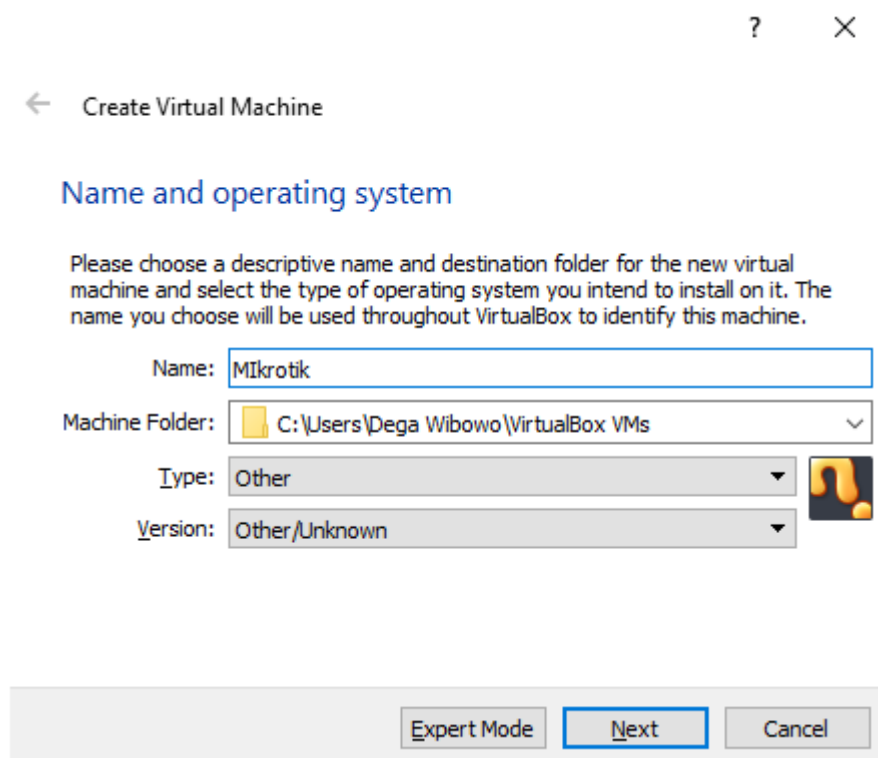 ?
Create Virtual Machine
Name and operating system
Please choose a descriptive name and destination folder for the new virtual
machine and select the type of operating system you intend to install on it. The
name you choose will be used throughout VirtualBox to identify this machine.
Name: MIkrotik
Machine Folder: C:\Users\Dega Wibowo\VirtualBox VMs
Type: Other
Version: Other/Unknown
Expert Mode Next Cancel